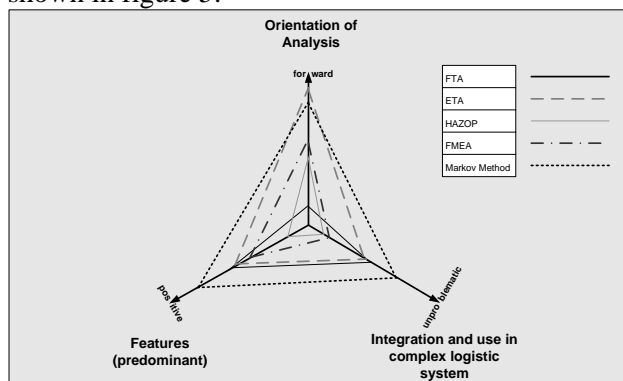 shown in figure 3.
Orientation of
Analysis
for ward
FTA
ETA
HAZOP
FMEA
Markov Method
pos itive
unpro blematic
Features
(predominant)
Integration and use in
complex logistic
system